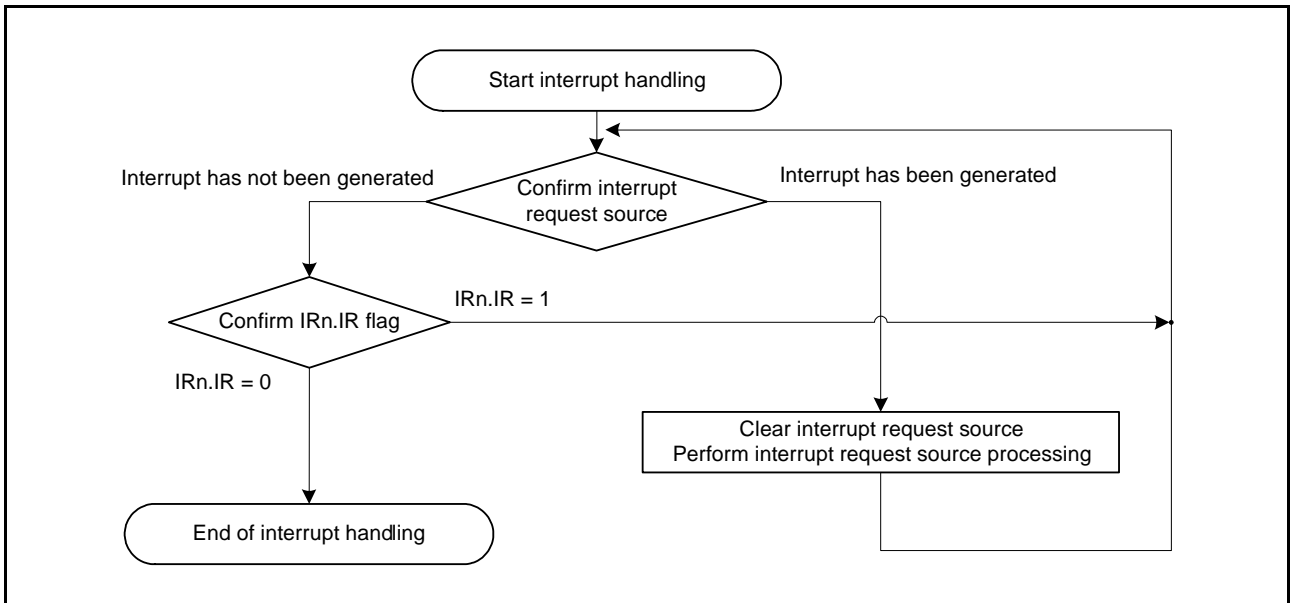 Start interrupt handling
Interrupt has not been generated
Interrupt has been generated
Confirm interrupt
request source
IRn.IR = 1
Confirm IRn.IR flag
IRn.IR = 0
Clear interrupt request source
Perform interrupt request source processing
End of interrupt handling